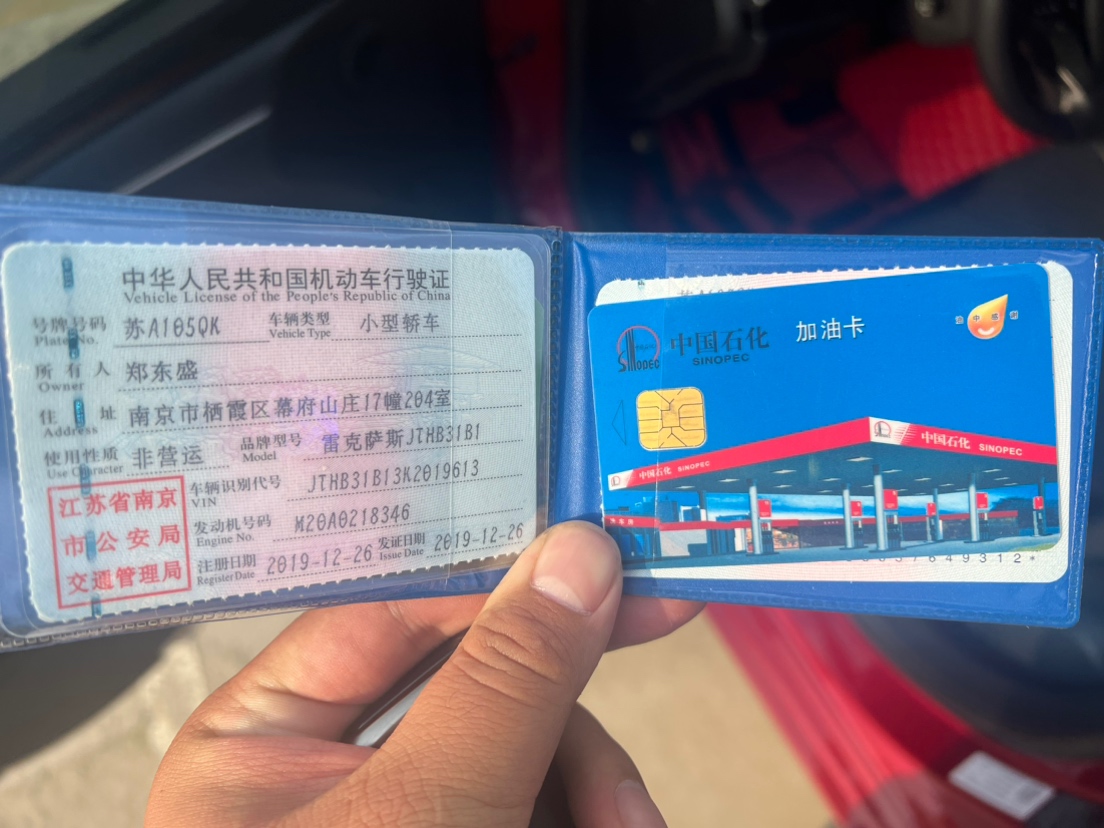 中华人民共和国机动车行驶证
Vehicle License of the People's Republic of China
号牌号码 苏A105QK 车辆类型 小型轿车
Plate No. Vehicle Type
所有人 郑东盛
Owner
住址 南京市栖霞区幕府山庄17幢204室
Address
使用性质 非营运 品牌型号 雷克萨斯JTHB31B1
Use Character Model
车辆识别代号 JTHB31B13K2019613
VIN
发动机号码 M20A0218346
Engine No.
注册日期 2019-12-26 发证日期 2019-12-26
Register Date Issue Date
江苏省南京
市公安局
交通管理局
SINOPEC
中国石化 加油卡
SINOPEC
中国石化 SINOPEC
中国石化 SINOPEC
649312*